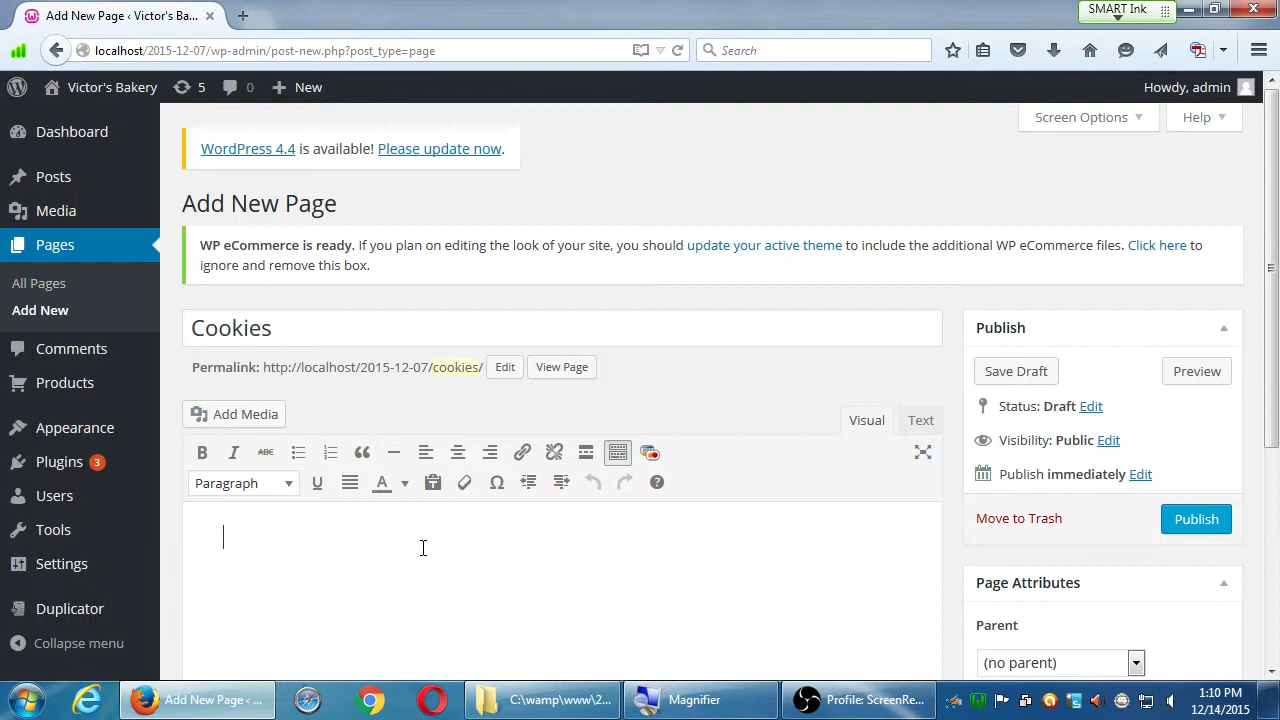 Add New Page ‹ Victor's Ba...
SMART Ink
localhost/2015-12-07/wp-admin/post-new.php?post_type=page
Search
Victor's Bakery
5
0
New
Howdy, admin
Dashboard
Posts
Media
Pages
All Pages
Add New
Comments
Products
Appearance
Plugins 3
Users
Tools
Settings
Duplicator
Collapse menu
Screen Options
Help
WordPress 4.4 is available! Please update now.
Add New Page
WP eCommerce is ready. If you plan on editing the look of your site, you should update your active theme to include the additional WP eCommerce files. Click here to
ignore and remove this box.
Cookies
Permalink: http://localhost/2015-12-07/cookies/ Edit View Page
Add Media
Visual Text
B I ABC
Paragraph U A
Publish
Save Draft Preview
Status: Draft Edit
Visibility: Public Edit
Publish immediately Edit
Move to Trash Publish
Page Attributes
Parent
(no parent)
Add New Page ‹ ...
C:\wamp\www\2...
Magnifier
Profile: ScreenRe...
1:10 PM
12/14/2015